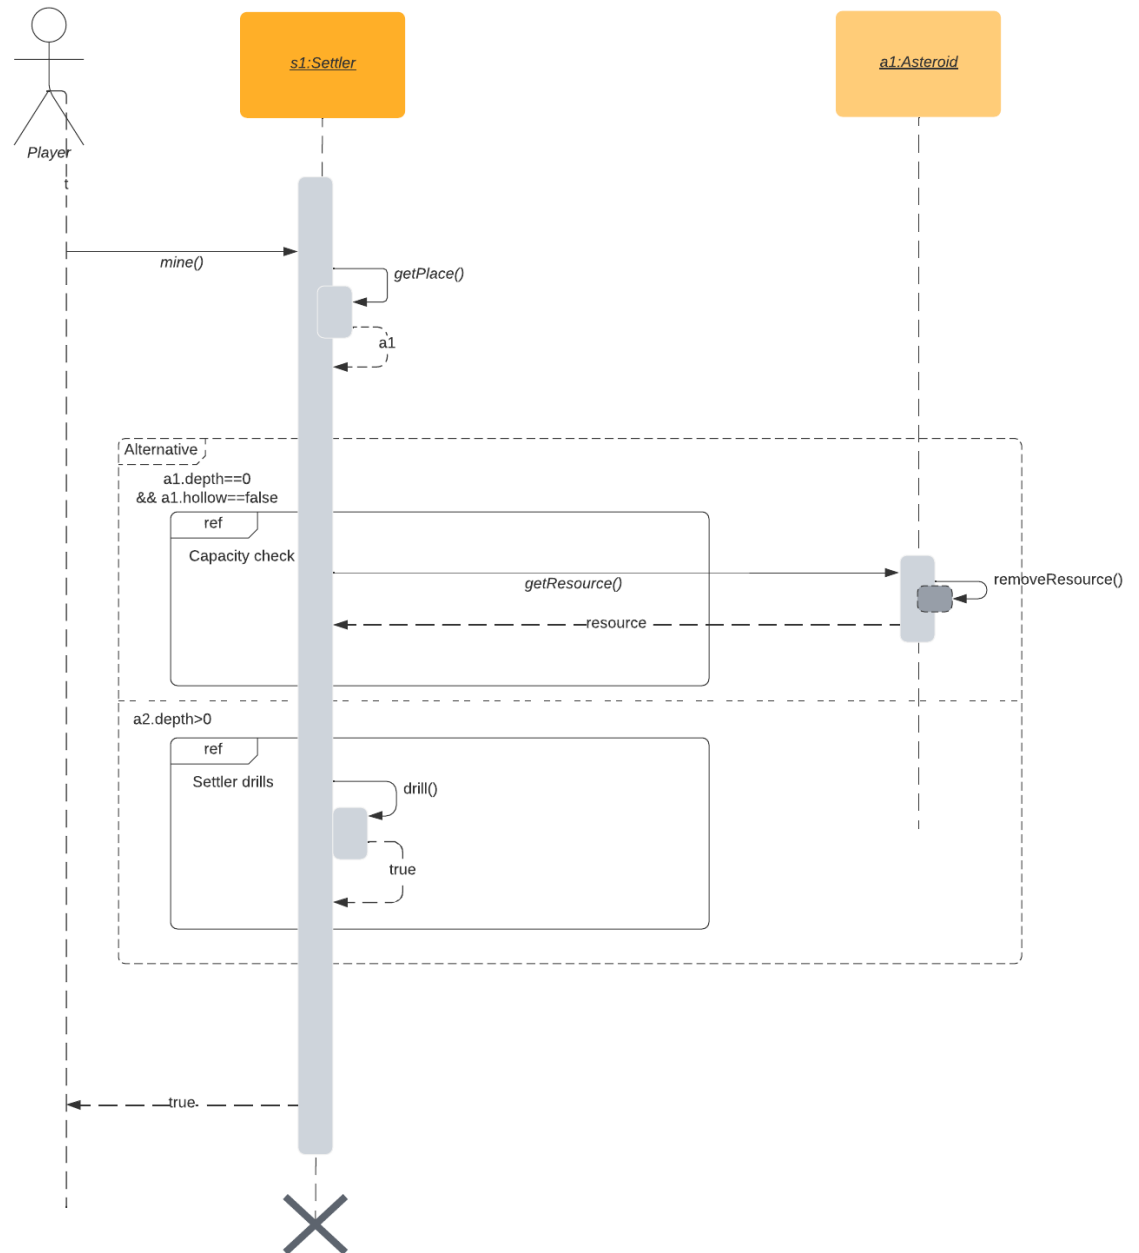 s1:Settler
a1:Asteroid
Player
t
mine()
getPlace()
a1
Alternative
a1.depth==0
&& a1.hollow==false
ref
Capacity check
getResource()
removeResource()
resource
a2.depth>0
ref
Settler drills
drill()
true
true